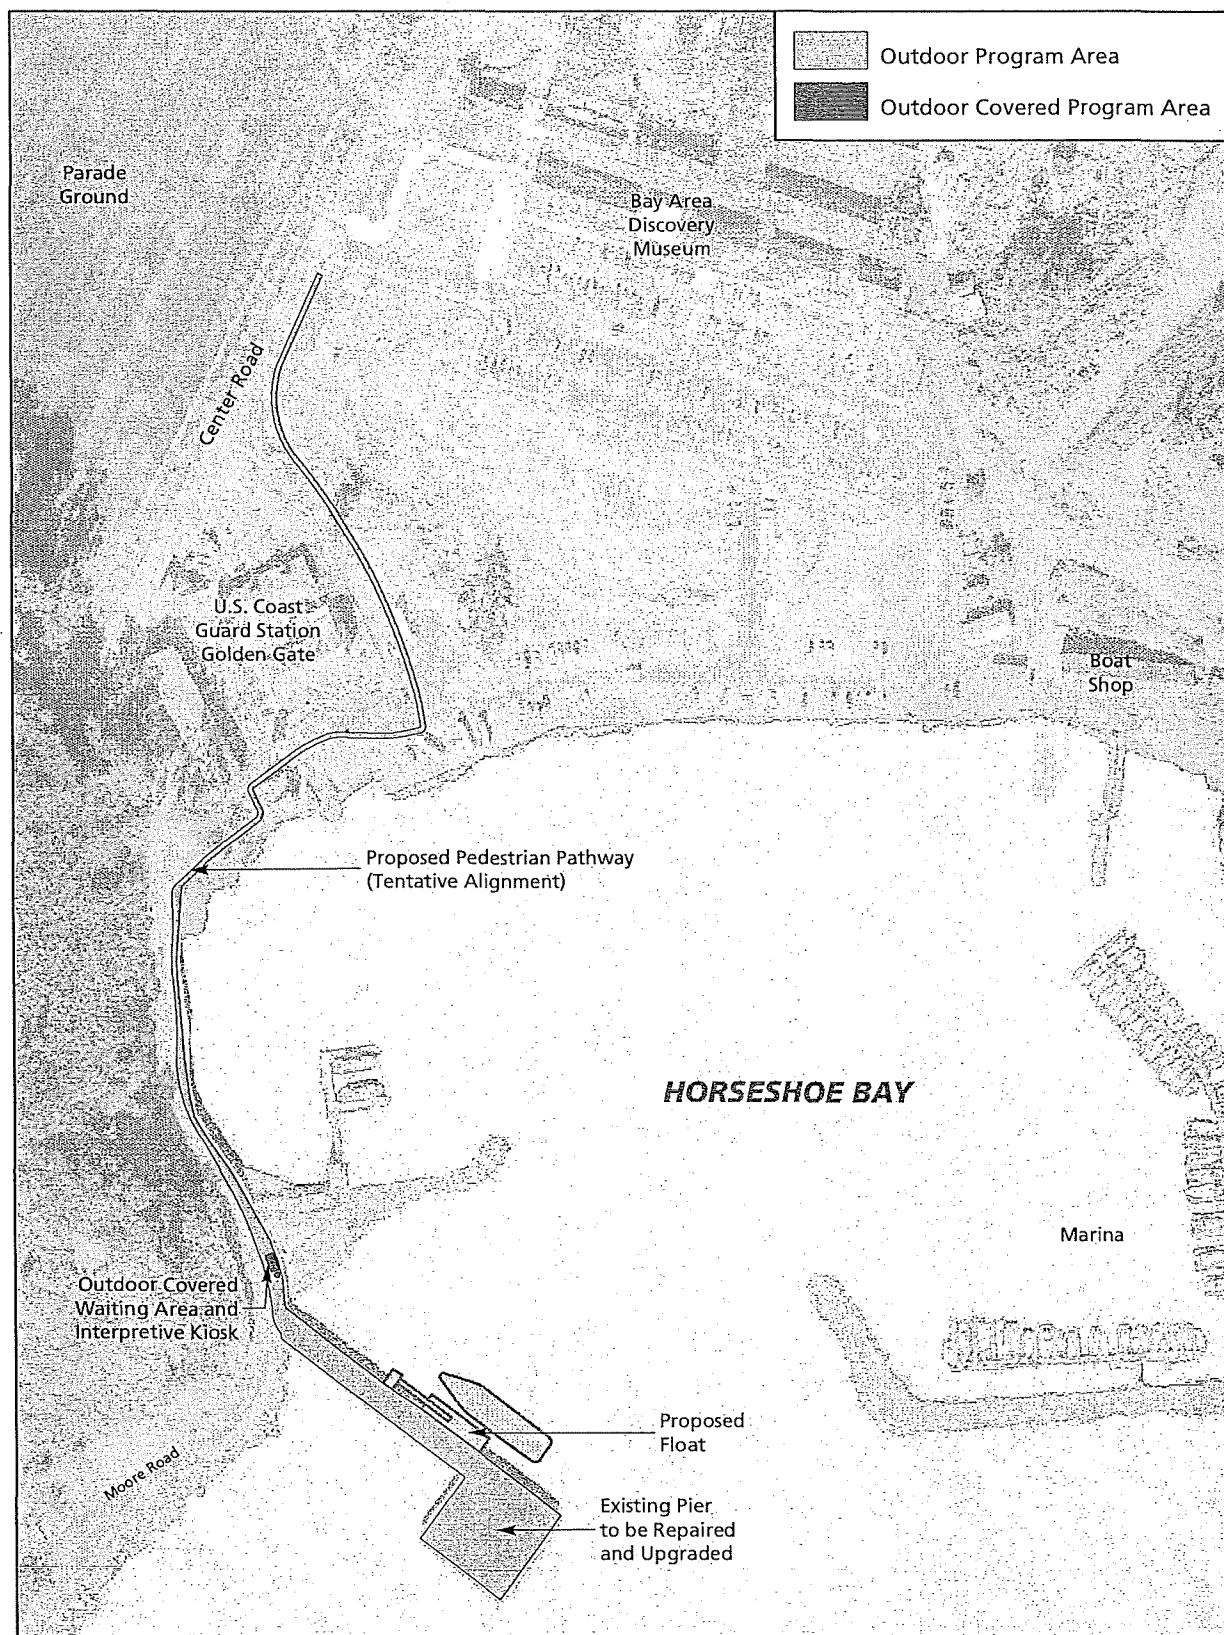 Outdoor Program Area
Outdoor Covered Program Area
Parade
Ground
Bay Area
Discovery
Museum
Center Road
U.S. Coast
Guard Station
Golden Gate
Boat
Shop
Proposed Pedestrian Pathway
(Tentative Alignment)
HORSESHOE BAY
Marina
Outdoor Covered
Waiting Area and
Interpretive Kiosk
Proposed
Float
Moore Road
Existing Pier
to be Repaired
and Upgraded